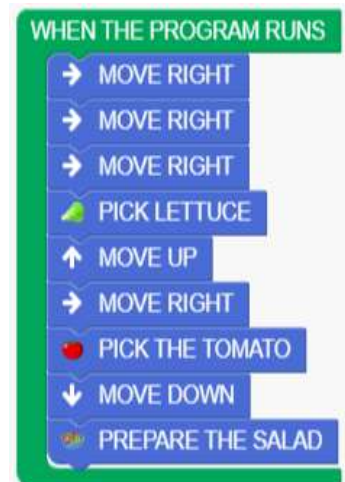 WHEN THE PROGRAM RUNS
MOVE RIGHT
MOVE RIGHT
MOVE RIGHT
PICK LETTUCE
MOVE UP
MOVE RIGHT
PICK THE TOMATO
MOVE DOWN
PREPARE THE SALAD